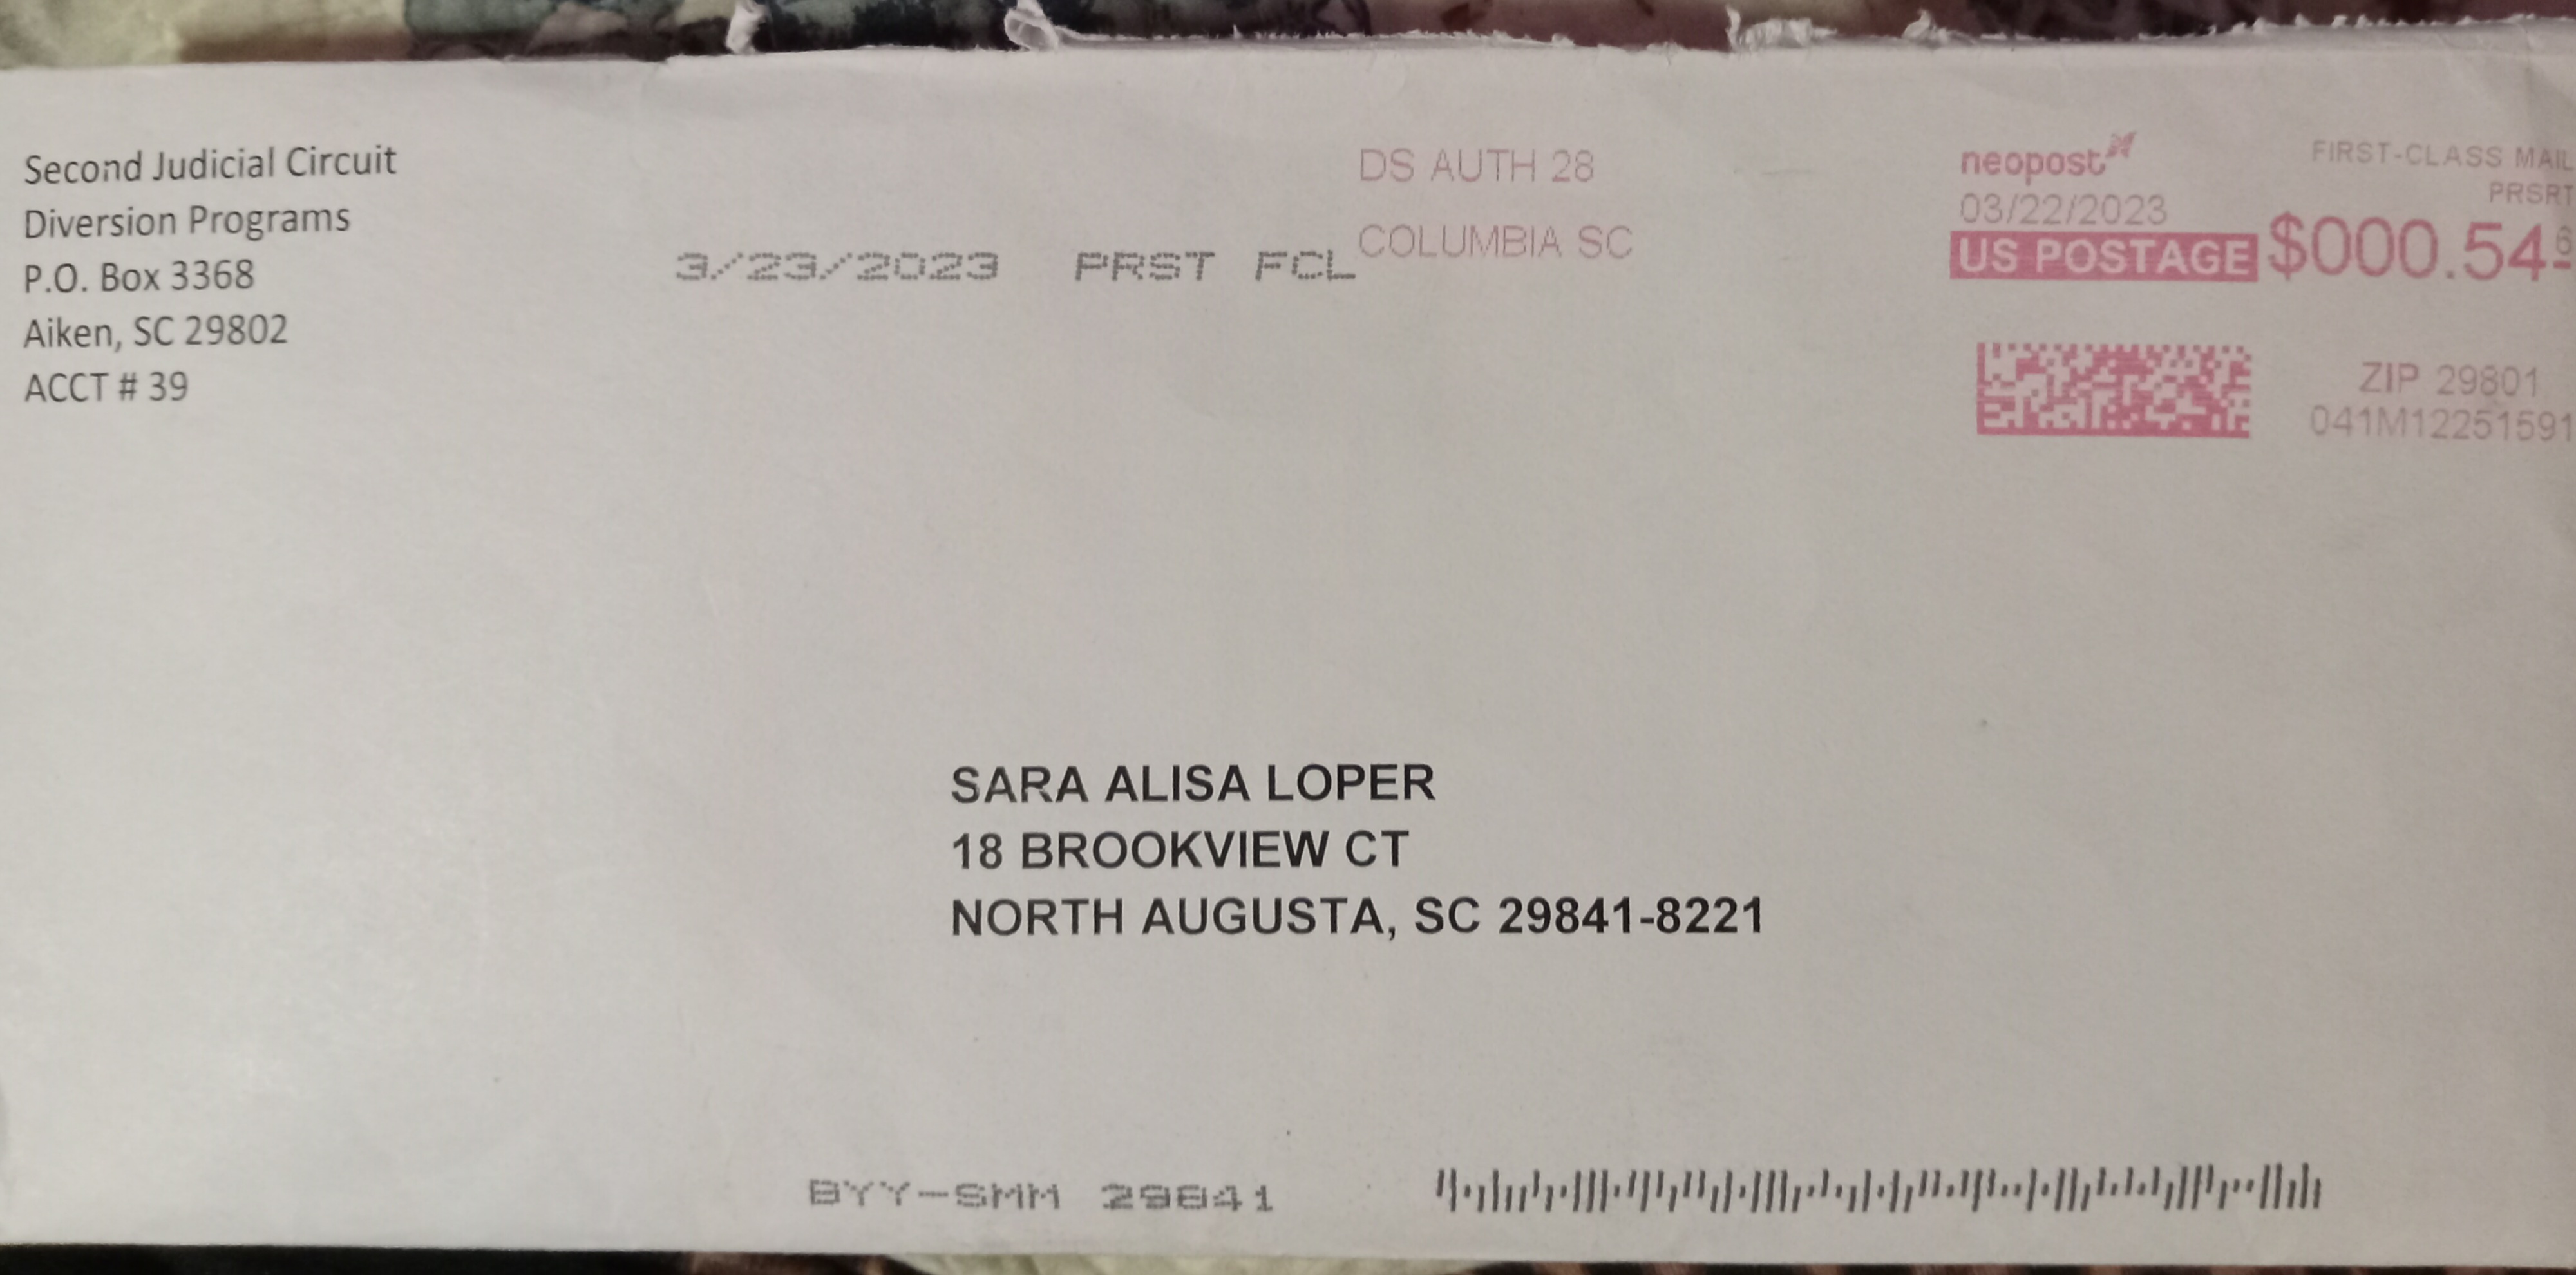 Second Judicial Circuit
Diversion Programs
P.O. Box 3368
Aiken, SC 29802
ACCT # 39
3/23/2023 PRST FCL
DS AUTH 28
COLUMBIA SC
neopost
03/22/2023
US POSTAGE
FIRST-CLASS MAIL
PRSRT
$000.546
ZIP 29801
041M12251591
SARA ALISA LOPER
18 BROOKVIEW CT
NORTH AUGUSTA, SC 29841-8221
BYY-SMM 29841